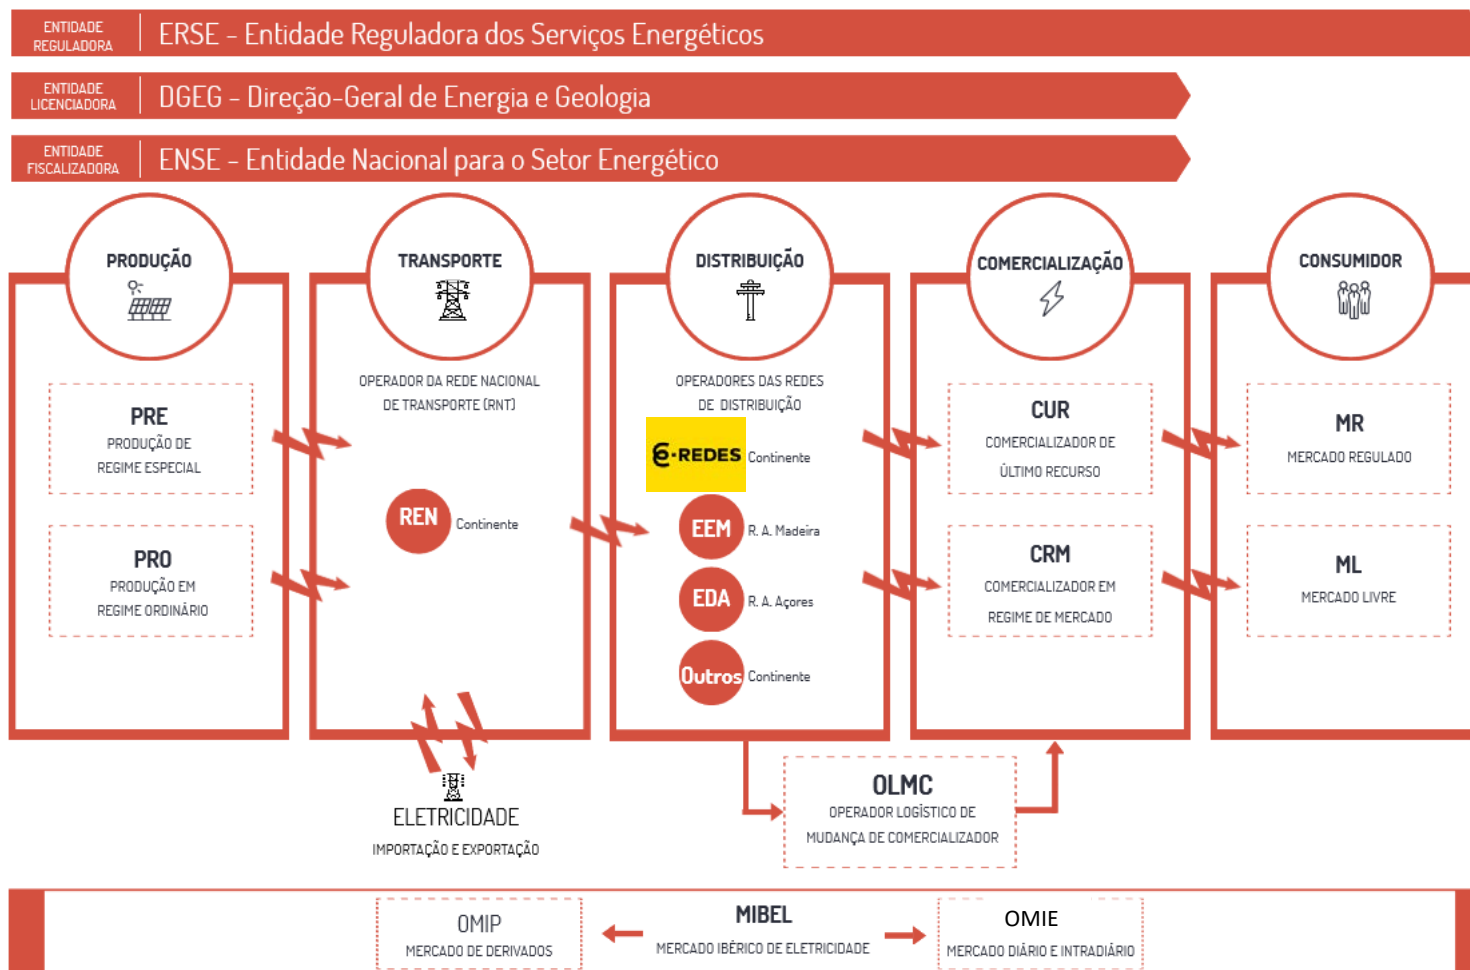 ENTIDADE
REGULADORA
ERSE - Entidade Reguladora dos Serviços Energéticos
ENTIDADE
LICENCIADORA
DGEG - Direção-Geral de Energia e Geologia
ENTIDADE
FISCALIZADORA
ENSE - Entidade Nacional para o Setor Energético
PRODUÇÃO
PRE
PRODUÇÃO DE
REGIME ESPECIAL
PRO
PRODUÇÃO EM
REGIME ORDINÁRIO
TRANSPORTE
OPERADOR DA REDE NACIONAL
DE TRANSPORTE (RNT)
REN
Continente
ELETRICIDADE
IMPORTAÇÃO E EXPORTAÇÃO
DISTRIBUIÇÃO
OPERADORES DAS REDES
DE DISTRIBUIÇÃO
E-REDES
Continente
EEM
R. A. Madeira
EDA
R. A. Açores
Outros
Continente
COMERCIALIZAÇÃO
CUR
COMERCIALIZADOR DE
ÚLTIMO RECURSO
CRM
COMERCIALIZADOR EM
REGIME DE MERCADO
OLMC
OPERADOR LOGÍSTICO DE
MUDANÇA DE COMERCIALIZADOR
CONSUMIDOR
MR
MERCADO REGULADO
ML
MERCADO LIVRE
OMIP
MERCADO DE DERIVADOS
MIBEL
MERCADO IBÉRICO DE ELETRICIDADE
OMIE
MERCADO DIÁRIO E INTRADIÁRIO